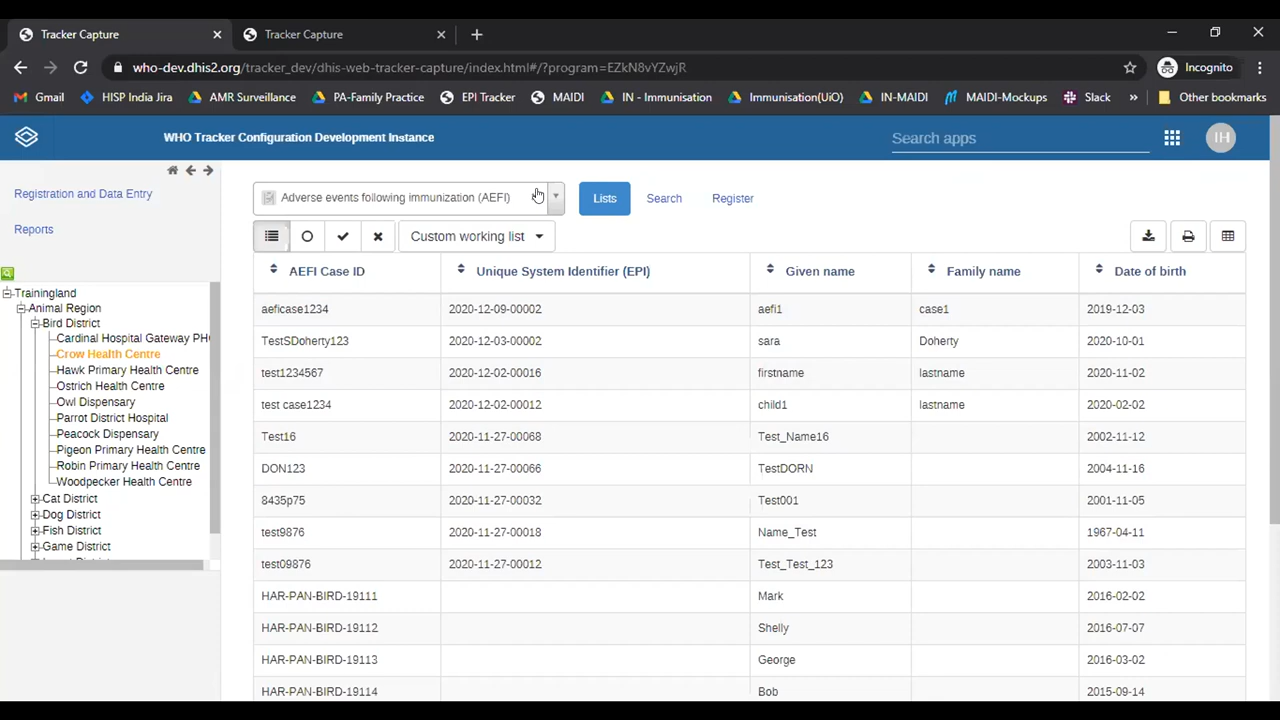 Tracker Capture
Tracker Capture
who-dev.dhis2.org/tracker_dev/dhis-web-tracker-capture/index.html#/?program=EZkN8vYZwjR
Incognito
Gmail HISP India Jira AMR Surveillance PA-Family Practice EPI Tracker MAIDI IN - Immunisation Immunisation(UiO) IN-MAIDI MAIDI-Mockups Slack » Other bookmarks
WHO Tracker Configuration Development Instance
Search apps
IH
Registration and Data Entry
Reports
Trainingland
Animal Region
Bird District
Cardinal Hospital Gateway PH
Crow Health Centre
Hawk Primary Health Centre
Ostrich Health Centre
Owl Dispensary
Parrot District Hospital
Peacock Dispensary
Pigeon Primary Health Centre
Robin Primary Health Centre
Woodpecker Health Centre
Cat District
Dog District
Fish District
Game District
Adverse events following immunization (AEFI)
Lists Search Register
Custom working list
AEFI Case ID Unique System Identifier (EPI) Given name Family name Date of birth
aeficase1234 2020-12-09-00002 aefi1 case1 2019-12-03
TestSDoherty123 2020-12-03-00002 sara Doherty 2020-10-01
test1234567 2020-12-02-00016 firstname lastname 2020-11-02
test case1234 2020-12-02-00012 child1 lastname 2020-02-02
Test16 2020-11-27-00068 Test_Name16 2002-11-12
DON123 2020-11-27-00066 TestDORN 2004-11-16
8435p75 2020-11-27-00032 Test001 2001-11-05
test9876 2020-11-27-00018 Name_Test 1967-04-11
test09876 2020-11-27-00012 Test_Test_123 2003-11-03
HAR-PAN-BIRD-19111 Mark 2016-02-02
HAR-PAN-BIRD-19112 Shelly 2016-07-07
HAR-PAN-BIRD-19113 George 2016-03-02
HAR-PAN-BIRD-19114 Bob 2015-09-14